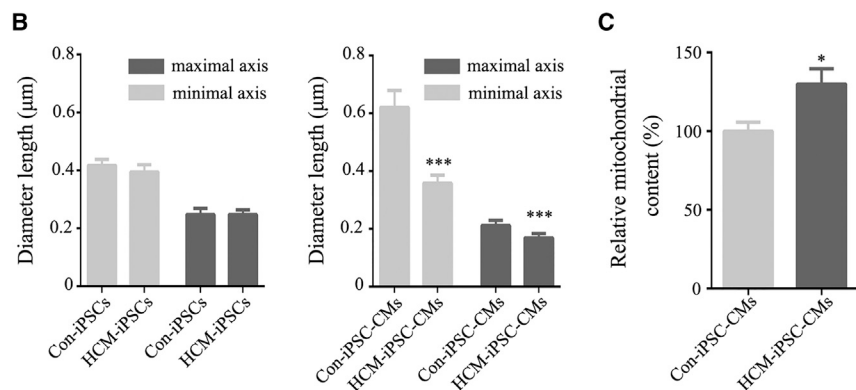 B
Diameter length (μm)
0.8
0.6
0.4
0.2
0
maximal axis
minimal axis
Con-iPSCs
HCM-iPSCs
Con-iPSCs
HCM-iPSCs
Diameter length (μm)
0.8
0.6
0.4
0.2
0
maximal axis
minimal axis
***
***
Con-iPSC-CMs
HCM-iPSC-CMs
Con-iPSC-CMs
HCM-iPSC-CMs
C
Relative mitochondrial
content (%)
150
100
50
0
*
Con-iPSC-CMs
HCM-iPSC-CMs